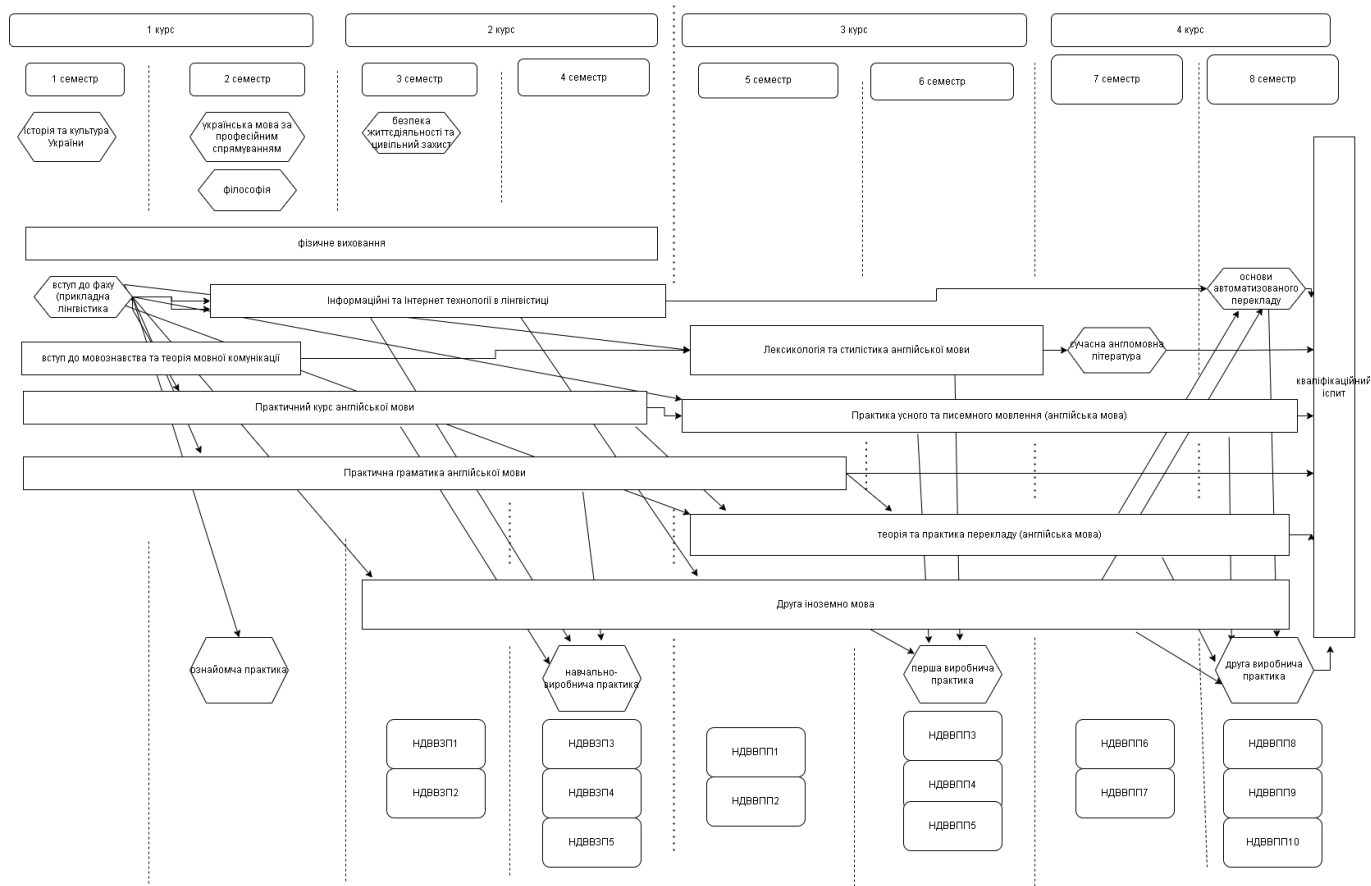 1 курс
2 курс
3 курс
4 курс
1 семестр
2 семестр
3 семестр
4 семестр
5 семестр
6 семестр
7 семестр
8 семестр
історія та культура
України
українська мова за
професійним
спрямуванням
безпека
життєдіяльності та
цивільний захист
філософія
фізичне виховання
вступ до фаху
(прикладна
лінгвістика
Інформаційні та Інтернет технології в лінгвістиці
основи
автоматизованого
перекладу
вступ до мовознавства та теорія мовної комунікації
Лексикологія та стилістика англійської мови
сучасна англомовна
література
кваліфікаційний
іспит
Практичний курс англійської мови
Практика усного та писемного мовлення (англійська мова)
Практична граматика англійської мови
теорія та практика перекладу (англійська мова)
Друга іноземно мова
ознайомча практика
навчально-
виробнича практика
перша виробнича
практика
друга виробнича
практика
НДВВЗП1
НДВВЗП2
НДВВЗП3
НДВВЗП4
НДВВЗП5
НДВВПП1
НДВВПП2
НДВВПП3
НДВВПП4
НДВВПП5
НДВВПП6
НДВВПП7
НДВВПП8
НДВВПП9
НДВВПП10